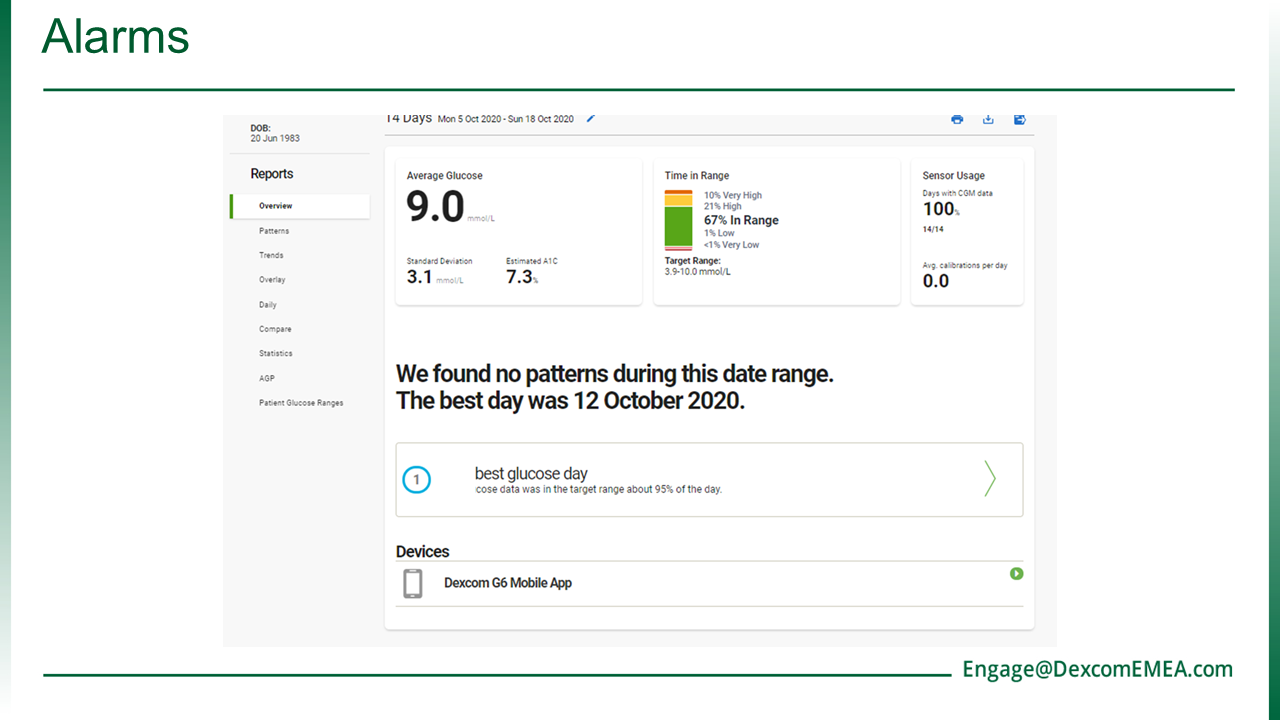 Alarms
DOB:
20 Jun 1983
Reports
Overview
Patterns
Trends
Overlay
Daily
Compare
Statistics
AGP
Patient Glucose Ranges
14 Days Mon 5 Oct 2020 - Sun 18 Oct 2020
Average Glucose
9.0 mmol/L
Standard Deviation
3.1 mmol/L
Estimated A1C
7.3%
Time in Range
10% Very High
21% High
67% In Range
1% Low
<1% Very Low
Target Range:
3.9-10.0 mmol/L
Sensor Usage
Days with CGM data
100%
14/14
Avg. calibrations per day
0.0
We found no patterns during this date range.
The best day was 12 October 2020.
1
best glucose day
cose data was in the target range about 95% of the day.
Devices
Dexcom G6 Mobile App
Engage@DexcomEMEA.com